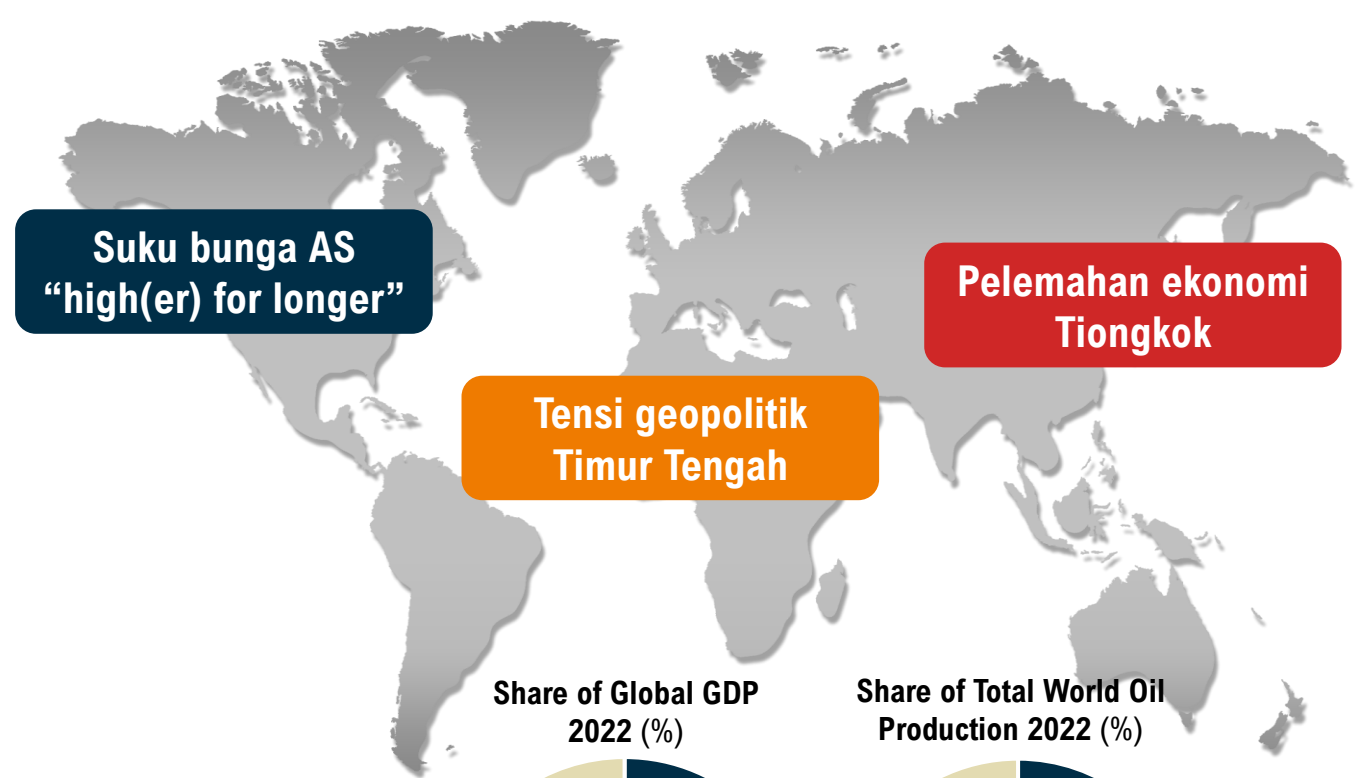 Suku bunga AS
“high(er) for longer”
Pelemahan ekonomi
Tiongkok
Tensi geopolitik
Timur Tengah
Share of Global GDP
2022 (%)
Share of Total World Oil
Production 2022 (%)